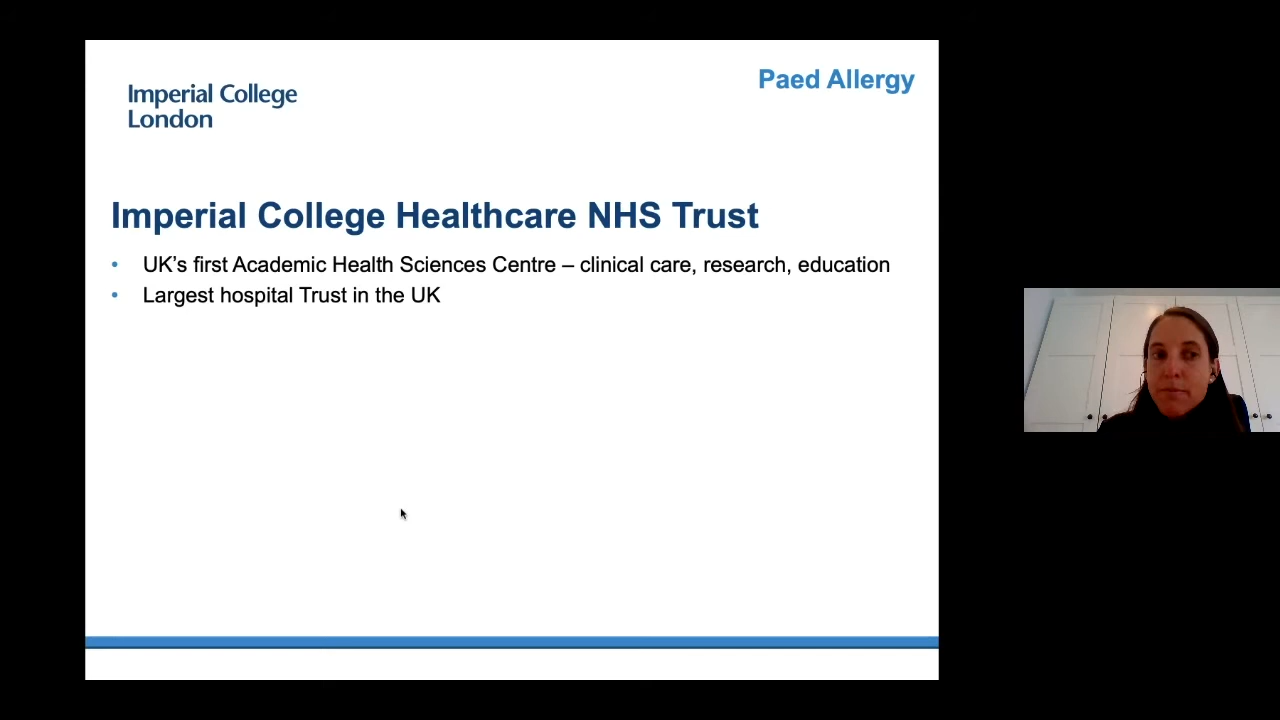 Imperial College
London
Paed Allergy
Imperial College Healthcare NHS Trust
• UK’s first Academic Health Sciences Centre – clinical care, research, education
• Largest hospital Trust in the UK